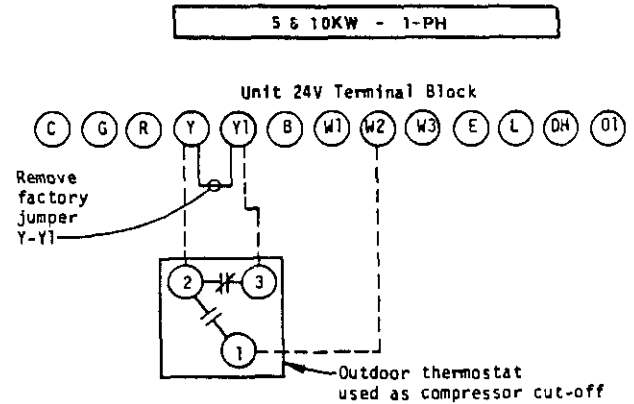 5 & 10KW - 1-PH
Unit 24V Terminal Block
C G R Y Y1 B W1 W2 W3 E L DH O1
Remove
factory
jumper
Y-Y1
2 3
1
Outdoor thermostat
used as compressor cut-off